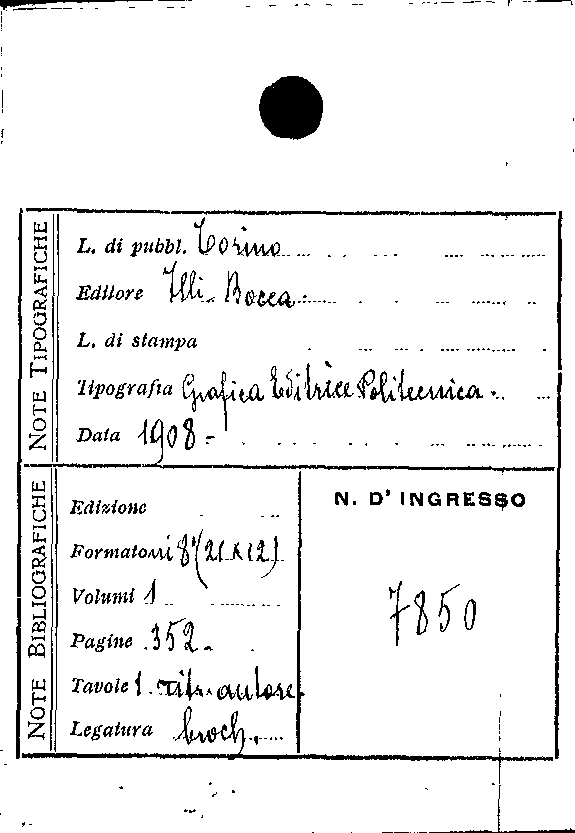 NOTE TIPOGRAFICHE
L. di pubbl. Torino
Editore Flli. Bocca.
L. di stampa
Tipografia Grafica Editrice Politecnica.
Data 1908 -
NOTE BIBLIOGRAFICHE
Edizione
Formato in 8° (21 x 12)
Volumi 1
Pagine 352.
Tavole 1. ritr. autore.
Legatura broch.
N. D' INGRESSO
7850